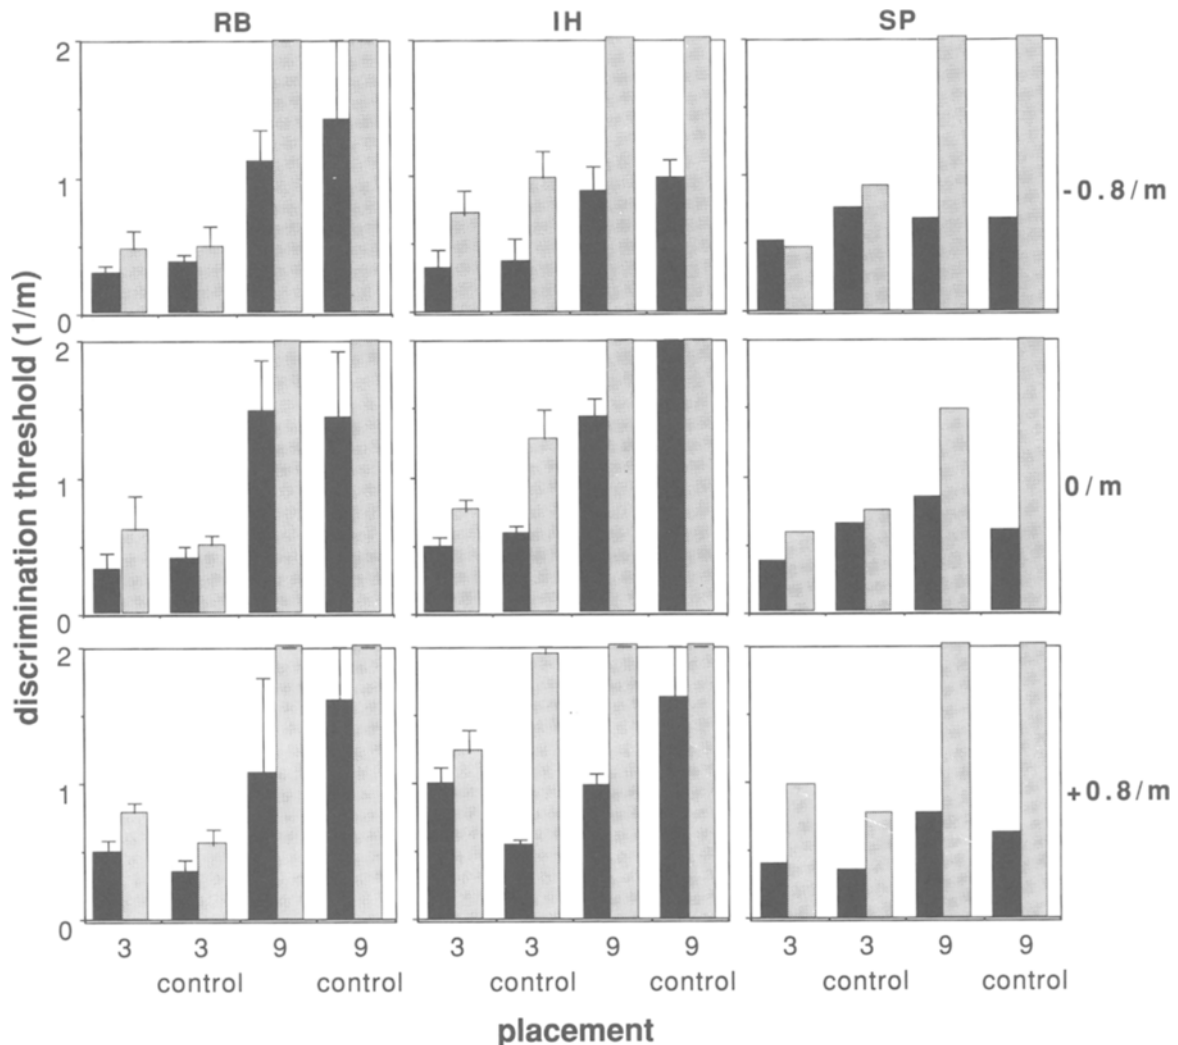 RB IH SP
2
1
0
-0.8/m
2
1
0
0/m
2
1
0
+0.8/m
discrimination threshold (1/m)
3 3 9 9 3 3 9 9 3 3 9 9
control control control control control control
placement